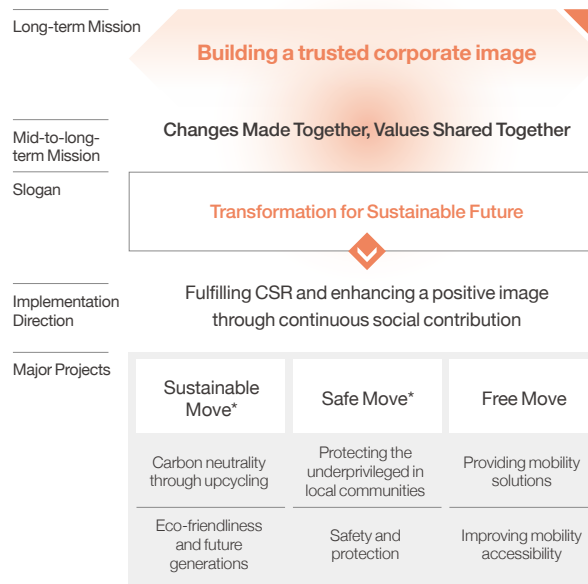 Long-term Mission
Building a trusted corporate image
Mid-to-long-
term Mission
Changes Made Together, Values Shared Together
Slogan
Transformation for Sustainable Future
Implementation
Direction
Fulfilling CSR and enhancing a positive image
through continuous social contribution
Major Projects
Sustainable
Move*
Safe Move*
Free Move
Carbon neutrality
through upcycling
Protecting the
underprivileged in
local communities
Providing mobility
solutions
Eco-friendliness
and future
generations
Safety and
protection
Improving mobility
accessibility